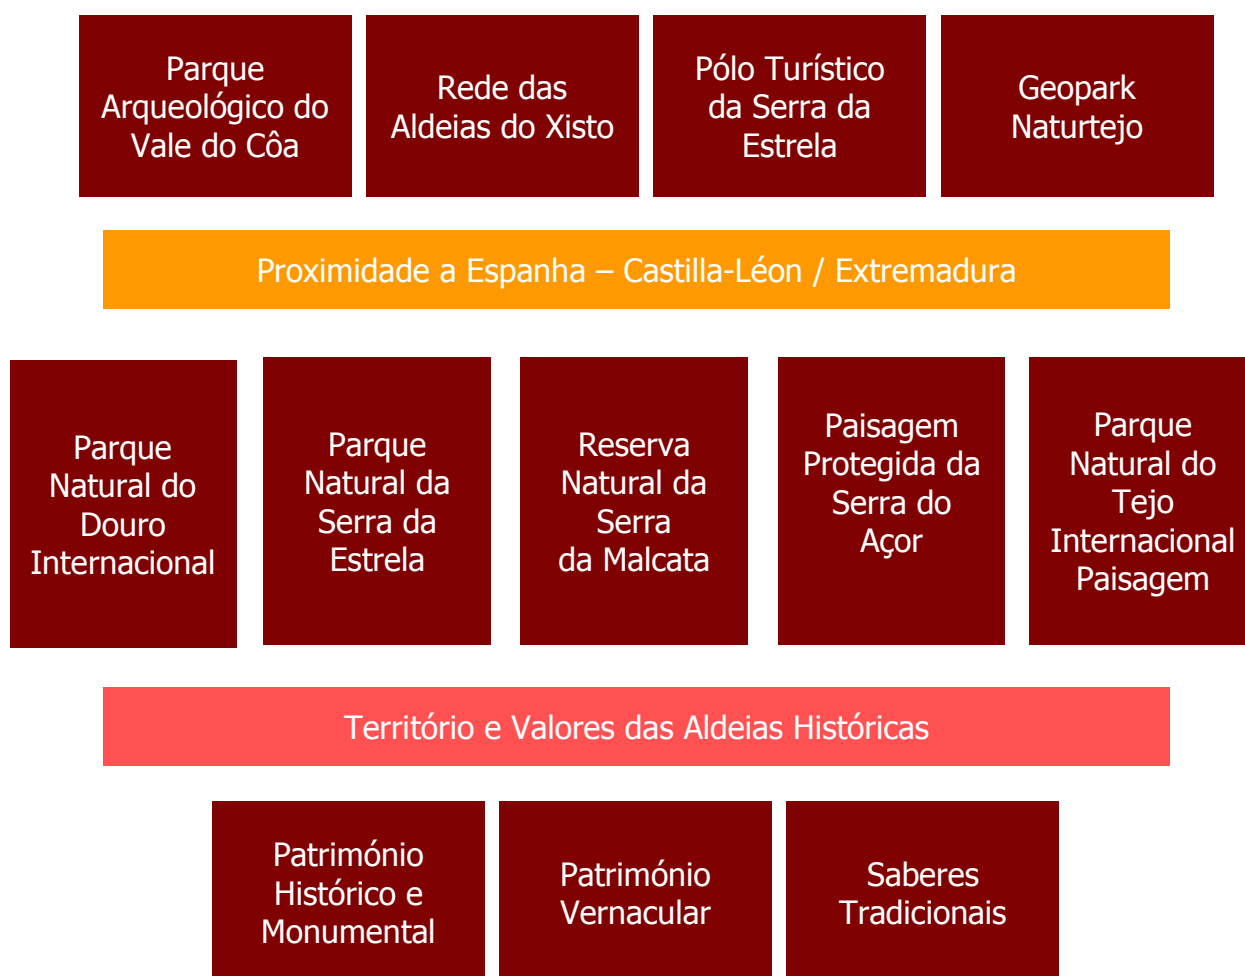 Parque
Arqueológico do
Vale do Côa
Rede das
Aldeias do Xisto
Pólo Turístico
da Serra da
Estrela
Geopark
Naturtejo
Proximidade a Espanha – Castilla-Léon / Extremadura
Parque
Natural do
Douro
Internacional
Parque
Natural da
Serra da
Estrela
Reserva
Natural da
Serra
da Malcata
Paisagem
Protegida da
Serra do
Açor
Parque
Natural do
Tejo
Internacional
Paisagem
Território e Valores das Aldeias Históricas
Património
Histórico e
Monumental
Património
Vernacular
Saberes
Tradicionais